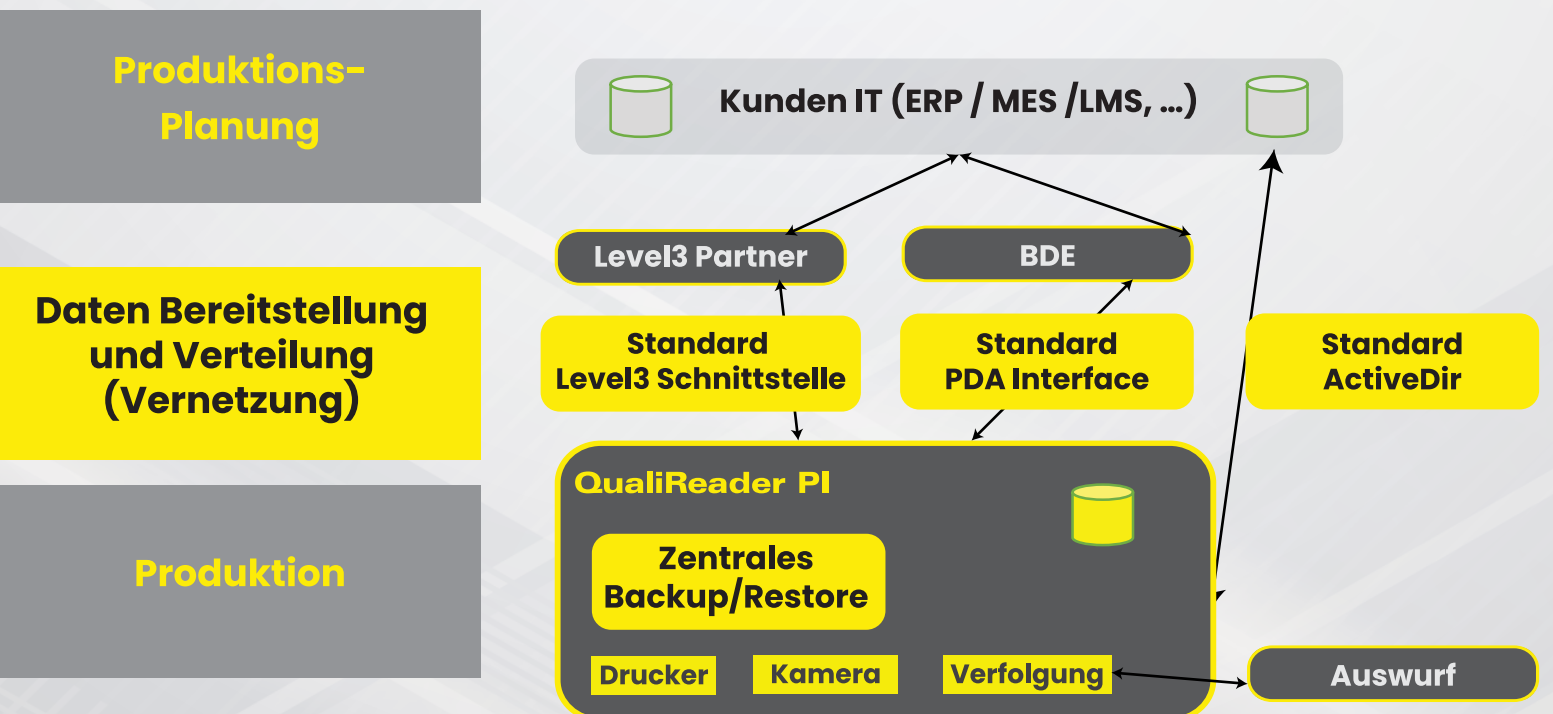 Produktions-
Planung
Kunden IT (ERP / MES /LMS, ...)
Level3 Partner
BDE
Daten Bereitstellung
und Verteilung
(Vernetzung)
Standard
Level3 Schnittstelle
Standard
PDA Interface
Standard
ActiveDir
QualiReader PI
Produktion
Zentrales
Backup/Restore
Drucker
Kamera
Verfolgung
Auswurf